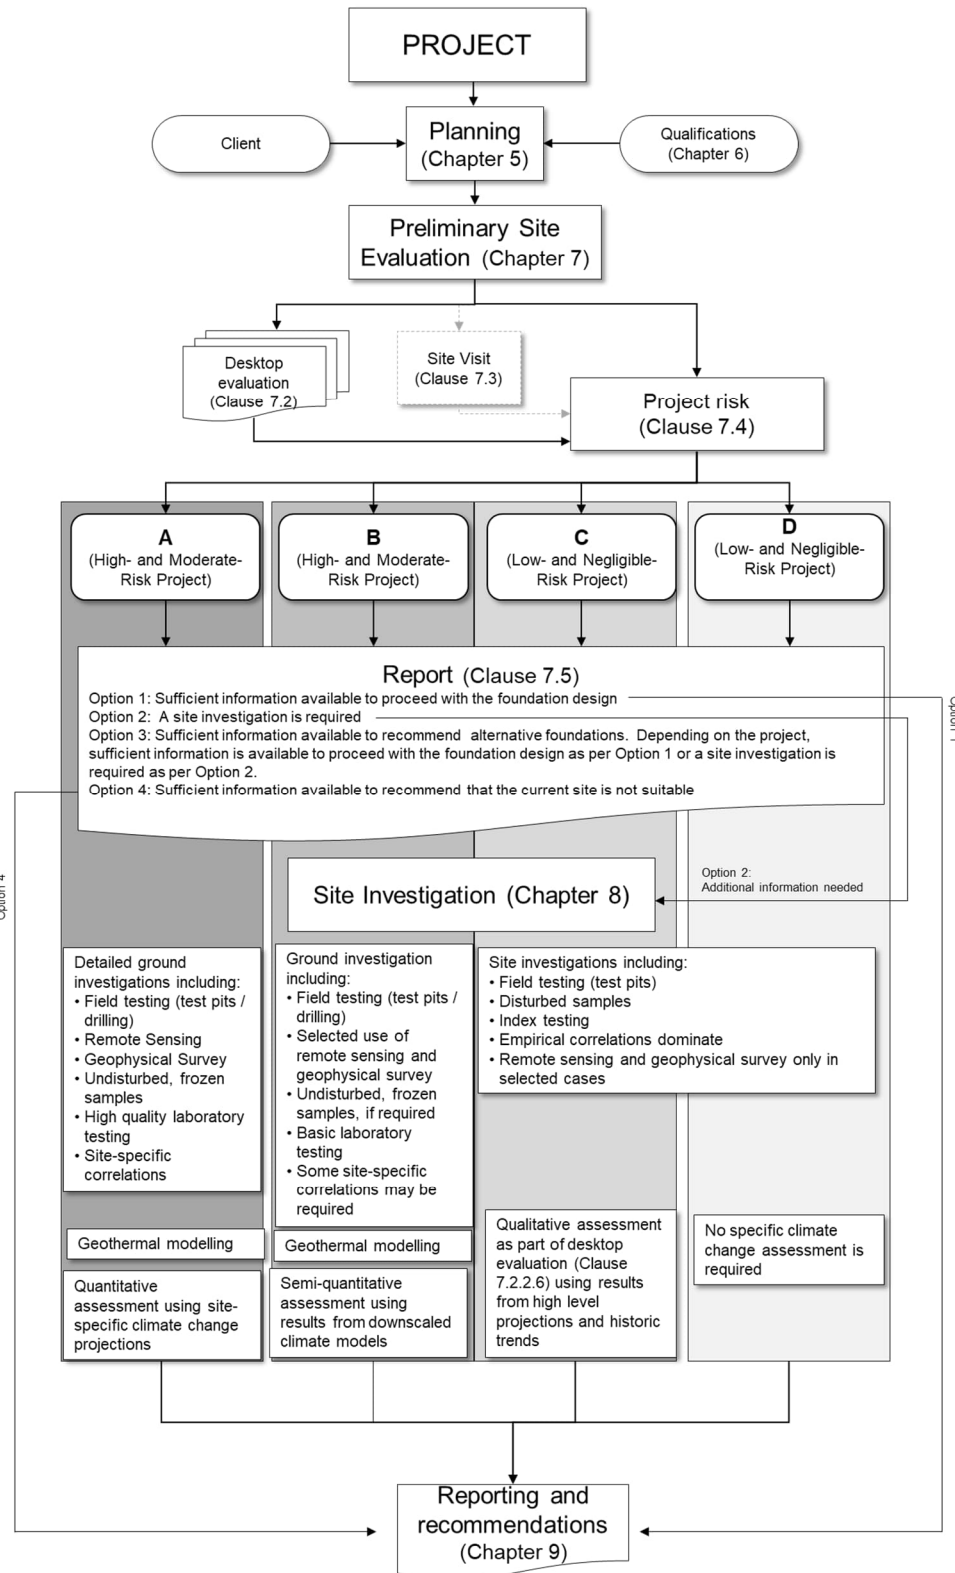 PROJECT
Client
Planning
(Chapter 5)
Qualifications
(Chapter 6)
Preliminary Site
Evaluation (Chapter 7)
Desktop
evaluation
(Clause 7.2)
Site Visit
(Clause 7.3)
Project risk
(Clause 7.4)
A
(High- and Moderate-
Risk Project)
B
(High- and Moderate-
Risk Project)
C
(Low- and Negligible-
Risk Project)
D
(Low- and Negligible-
Risk Project)
Report (Clause 7.5)
Option 1: Sufficient information available to proceed with the foundation design
Option 2: A site investigation is required
Option 3: Sufficient information available to recommend alternative foundations. Depending on the project,
sufficient information is available to proceed with the foundation design as per Option 1 or a site investigation is
required as per Option 2.
Option 4: Sufficient information available to recommend that the current site is not suitable
Option 1
Option 4
Site Investigation (Chapter 8)
Option 2:
Additional information needed
Detailed ground
investigations including:
• Field testing (test pits /
drilling)
• Remote Sensing
• Geophysical Survey
• Undisturbed, frozen
samples
• High quality laboratory
testing
• Site-specific
correlations
Ground investigation
including:
• Field testing (test pits /
drilling)
• Selected use of
remote sensing and
geophysical survey
• Undisturbed, frozen
samples, if required
• Basic laboratory
testing
• Some site-specific
correlations may be
required
Site investigations including:
• Field testing (test pits)
• Disturbed samples
• Index testing
• Empirical correlations dominate
• Remote sensing and geophysical survey only in
selected cases
Geothermal modelling
Geothermal modelling
Quantitative
assessment using site-
specific climate change
projections
Semi-quantitative
assessment using
results from downscaled
climate models
Qualitative assessment
as part of desktop
evaluation (Clause
7.2.2.6) using results
from high level
projections and historic
trends
No specific climate
change assessment is
required
Reporting and
recommendations
(Chapter 9)